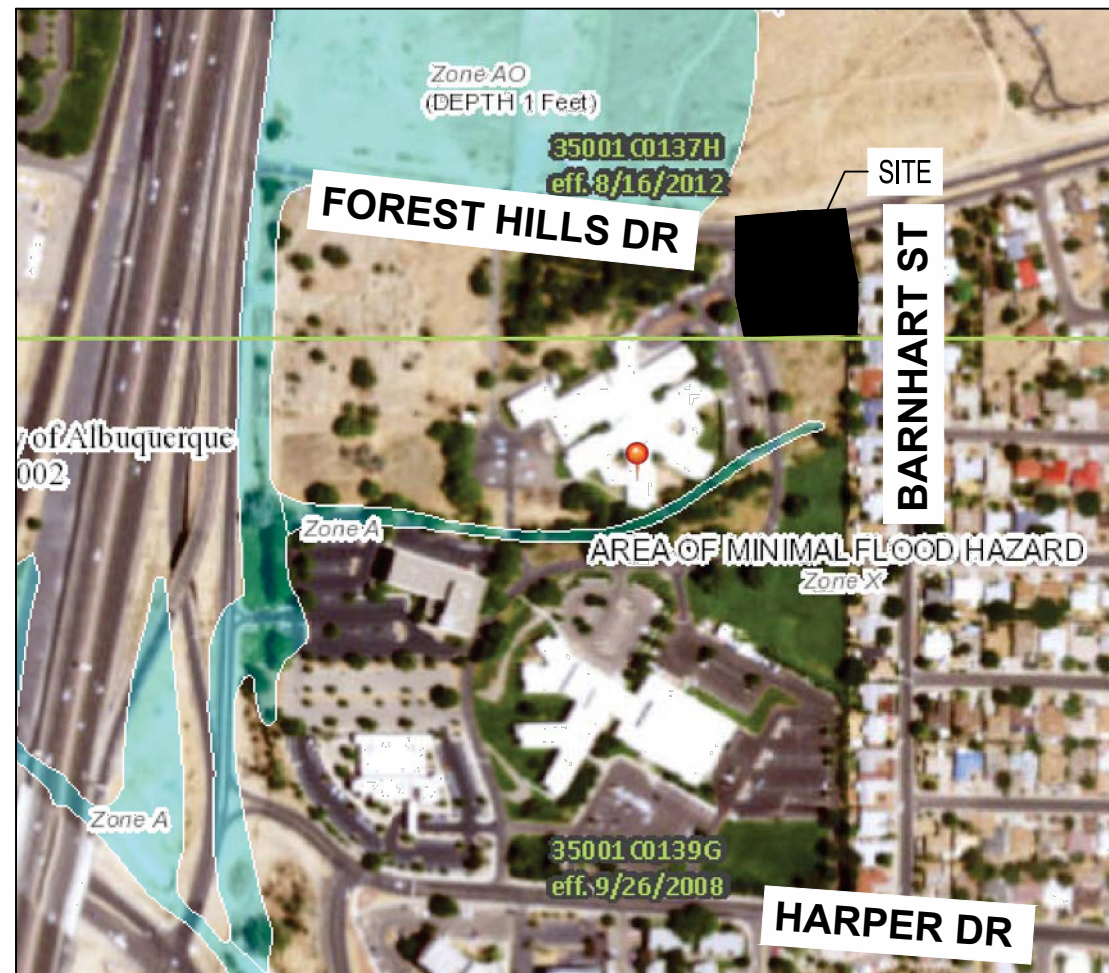 Zone AO
(DEPTH 1 Feet)
35001C0137H
eff. 8/16/2012
SITE
FOREST HILLS DR
BARNHART ST
y of Albuquerque
002
Zone A
AREA OF MINIMAL FLOOD HAZARD
Zone X
Zone A
35001C0139G
eff. 9/26/2008
HARPER DR